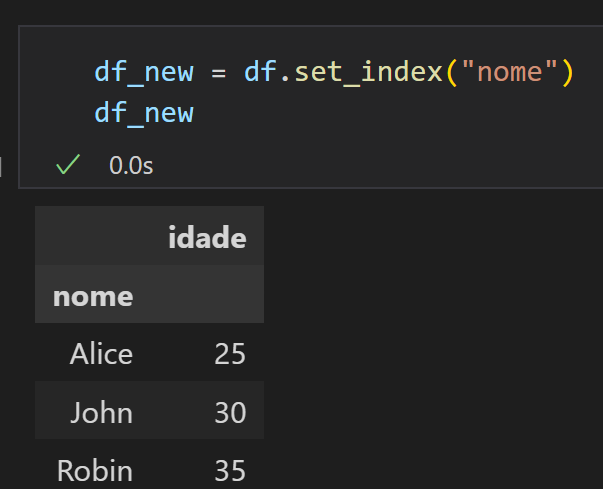 df_new = df.set_index("nome")
df_new
0.0s
idade
nome
Alice 25
John 30
Robin 35